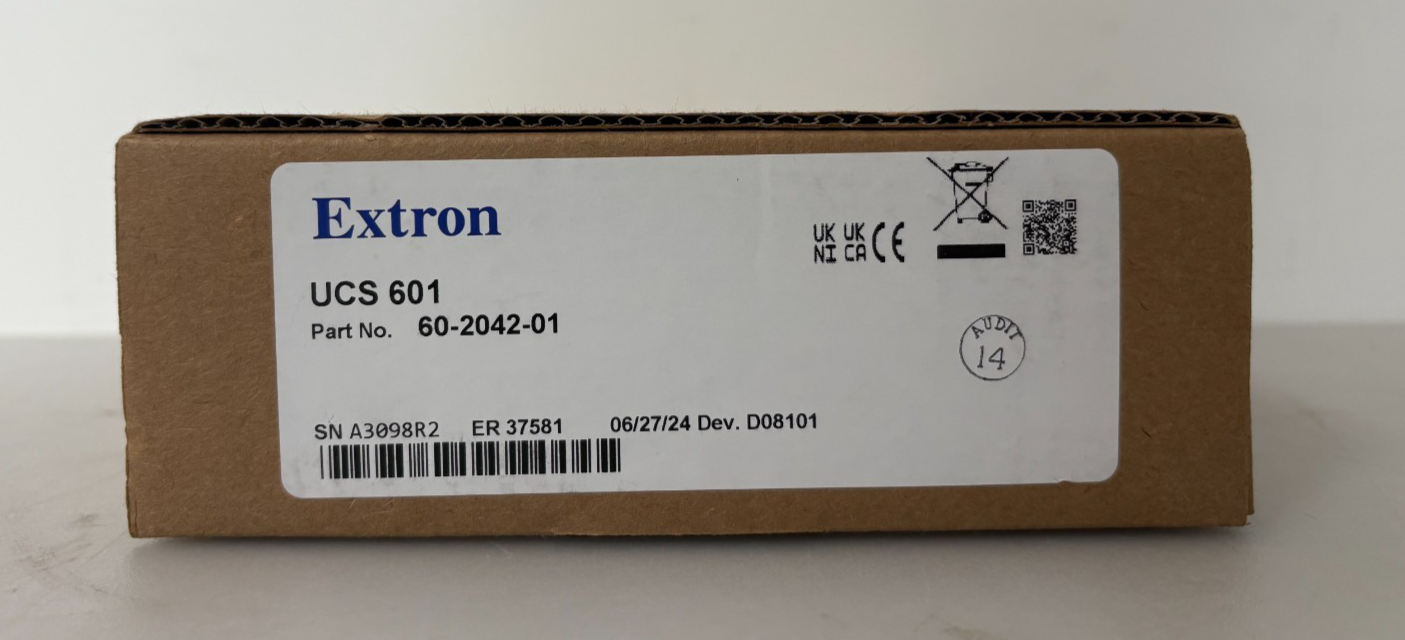 Extron
UCS 601
Part No. 60-2042-01
UK UK CE
NI CA
AUDIT
14
SN A3098R2 ER 37581 06/27/24 Dev. D08101